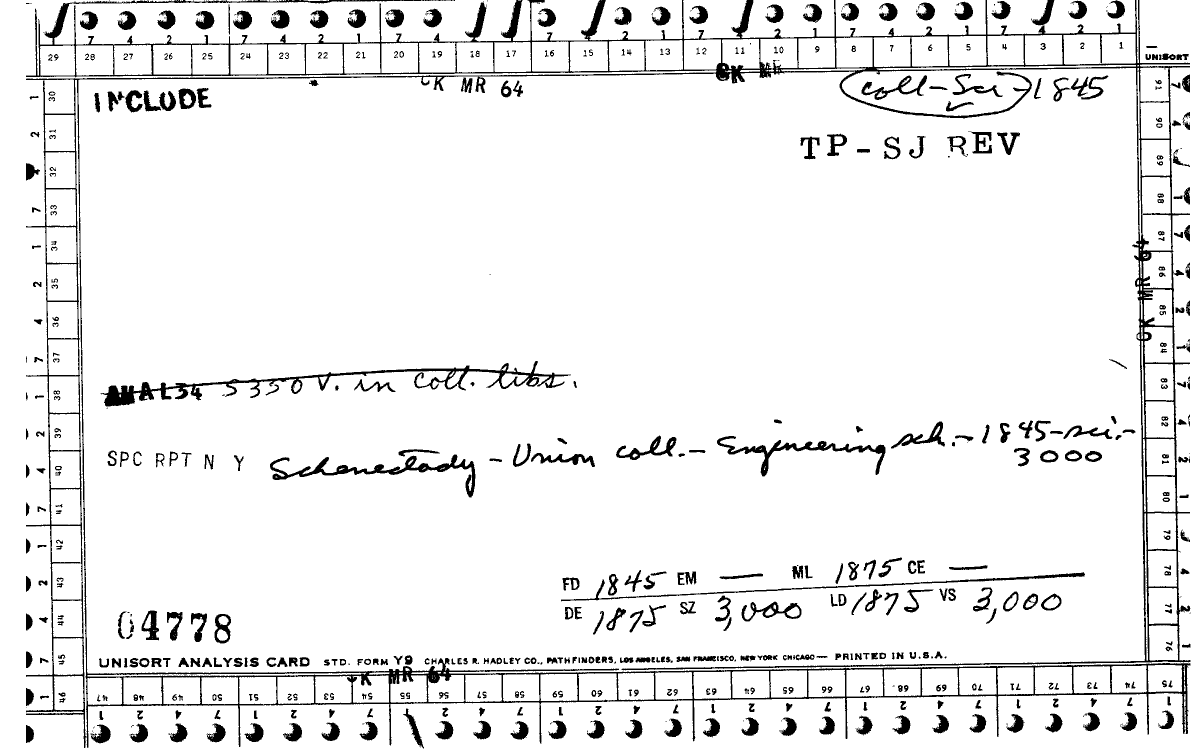 7 4 2 1 7 4 2 1 7 4 7 2 1 7 4 2 1 7 4 2 1 7 4 2 1
29 28 27 26 25 24 23 22 21 20 19 18 17 16 15 14 13 12 11 10 9 8 7 6 5 4 3 2 1
UNISORT
CK MR 64
INCLUDE
coll-Sci-1845
TP-SJ REV
CK MR 64
ANAL34 5350 V. in coll. libs.
SPC RPT N Y Schenectady - Union coll. - Engineering sch. - 1845-sci.-
3000
FD 1845 EM — ML 1875 CE —
DE 1875 SZ 3,000 LD 1875 VS 3,000
04778
UNISORT ANALYSIS CARD STD. FORM Y9 CHARLES R. HADLEY CO., PATHFINDERS, LOS ANGELES, SAN FRANCISCO, NEW YORK CHICAGO — PRINTED IN U.S.A.
CK MR 64
30 31 32 33 34 35 36 37 38 39 40 41 42 43 44 45 46
47 48 49 50 51 52 53 54 55 56 57 58 59 60 61 62 63 64 65 66 67 68 69 70 71 72 73 74 75
76 77 78 79 80 81 82 83 84 85 86 87 88 89 90 91